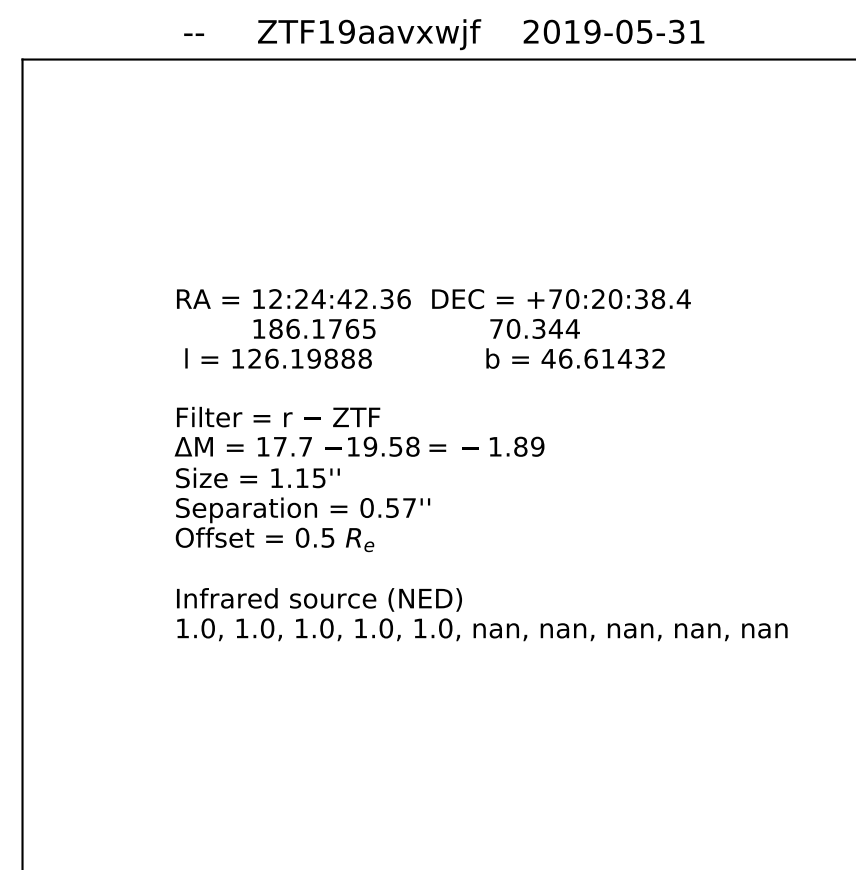 -- ZTF19aavxwjf 2019-05-31
RA = 12:24:42.36 DEC = +70:20:38.4
186.1765 70.344
l = 126.19888 b = 46.61432
Filter = r − ZTF
ΔM = 17.7 −19.58 = − 1.89
Size = 1.15''
Separation = 0.57''
Offset = 0.5 Rₑ
Infrared source (NED)
1.0, 1.0, 1.0, 1.0, 1.0, nan, nan, nan, nan, nan